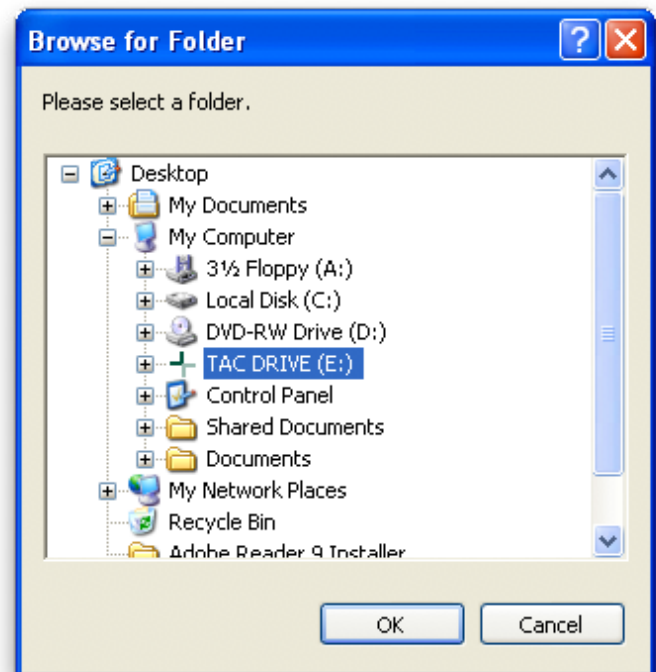 Browse for Folder
Please select a folder.
Desktop
My Documents
My Computer
3½ Floppy (A:)
Local Disk (C:)
DVD-RW Drive (D:)
TAC DRIVE (E:)
Control Panel
Shared Documents
Documents
My Network Places
Recycle Bin
Adobe Reader 9 Installer
OK Cancel